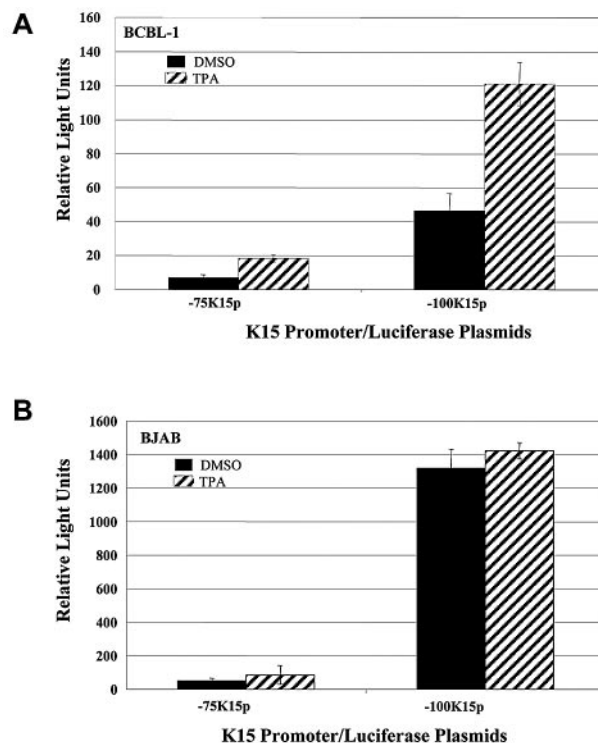 A
BCBL-1
DMSO
TPA
Relative Light Units
160
140
120
100
80
60
40
20
0
-75K15p -100K15p
K15 Promoter/Luciferase Plasmids
B
BJAB
DMSO
TPA
Relative Light Units
1600
1400
1200
1000
800
600
400
200
0
-75K15p -100K15p
K15 Promoter/Luciferase Plasmids